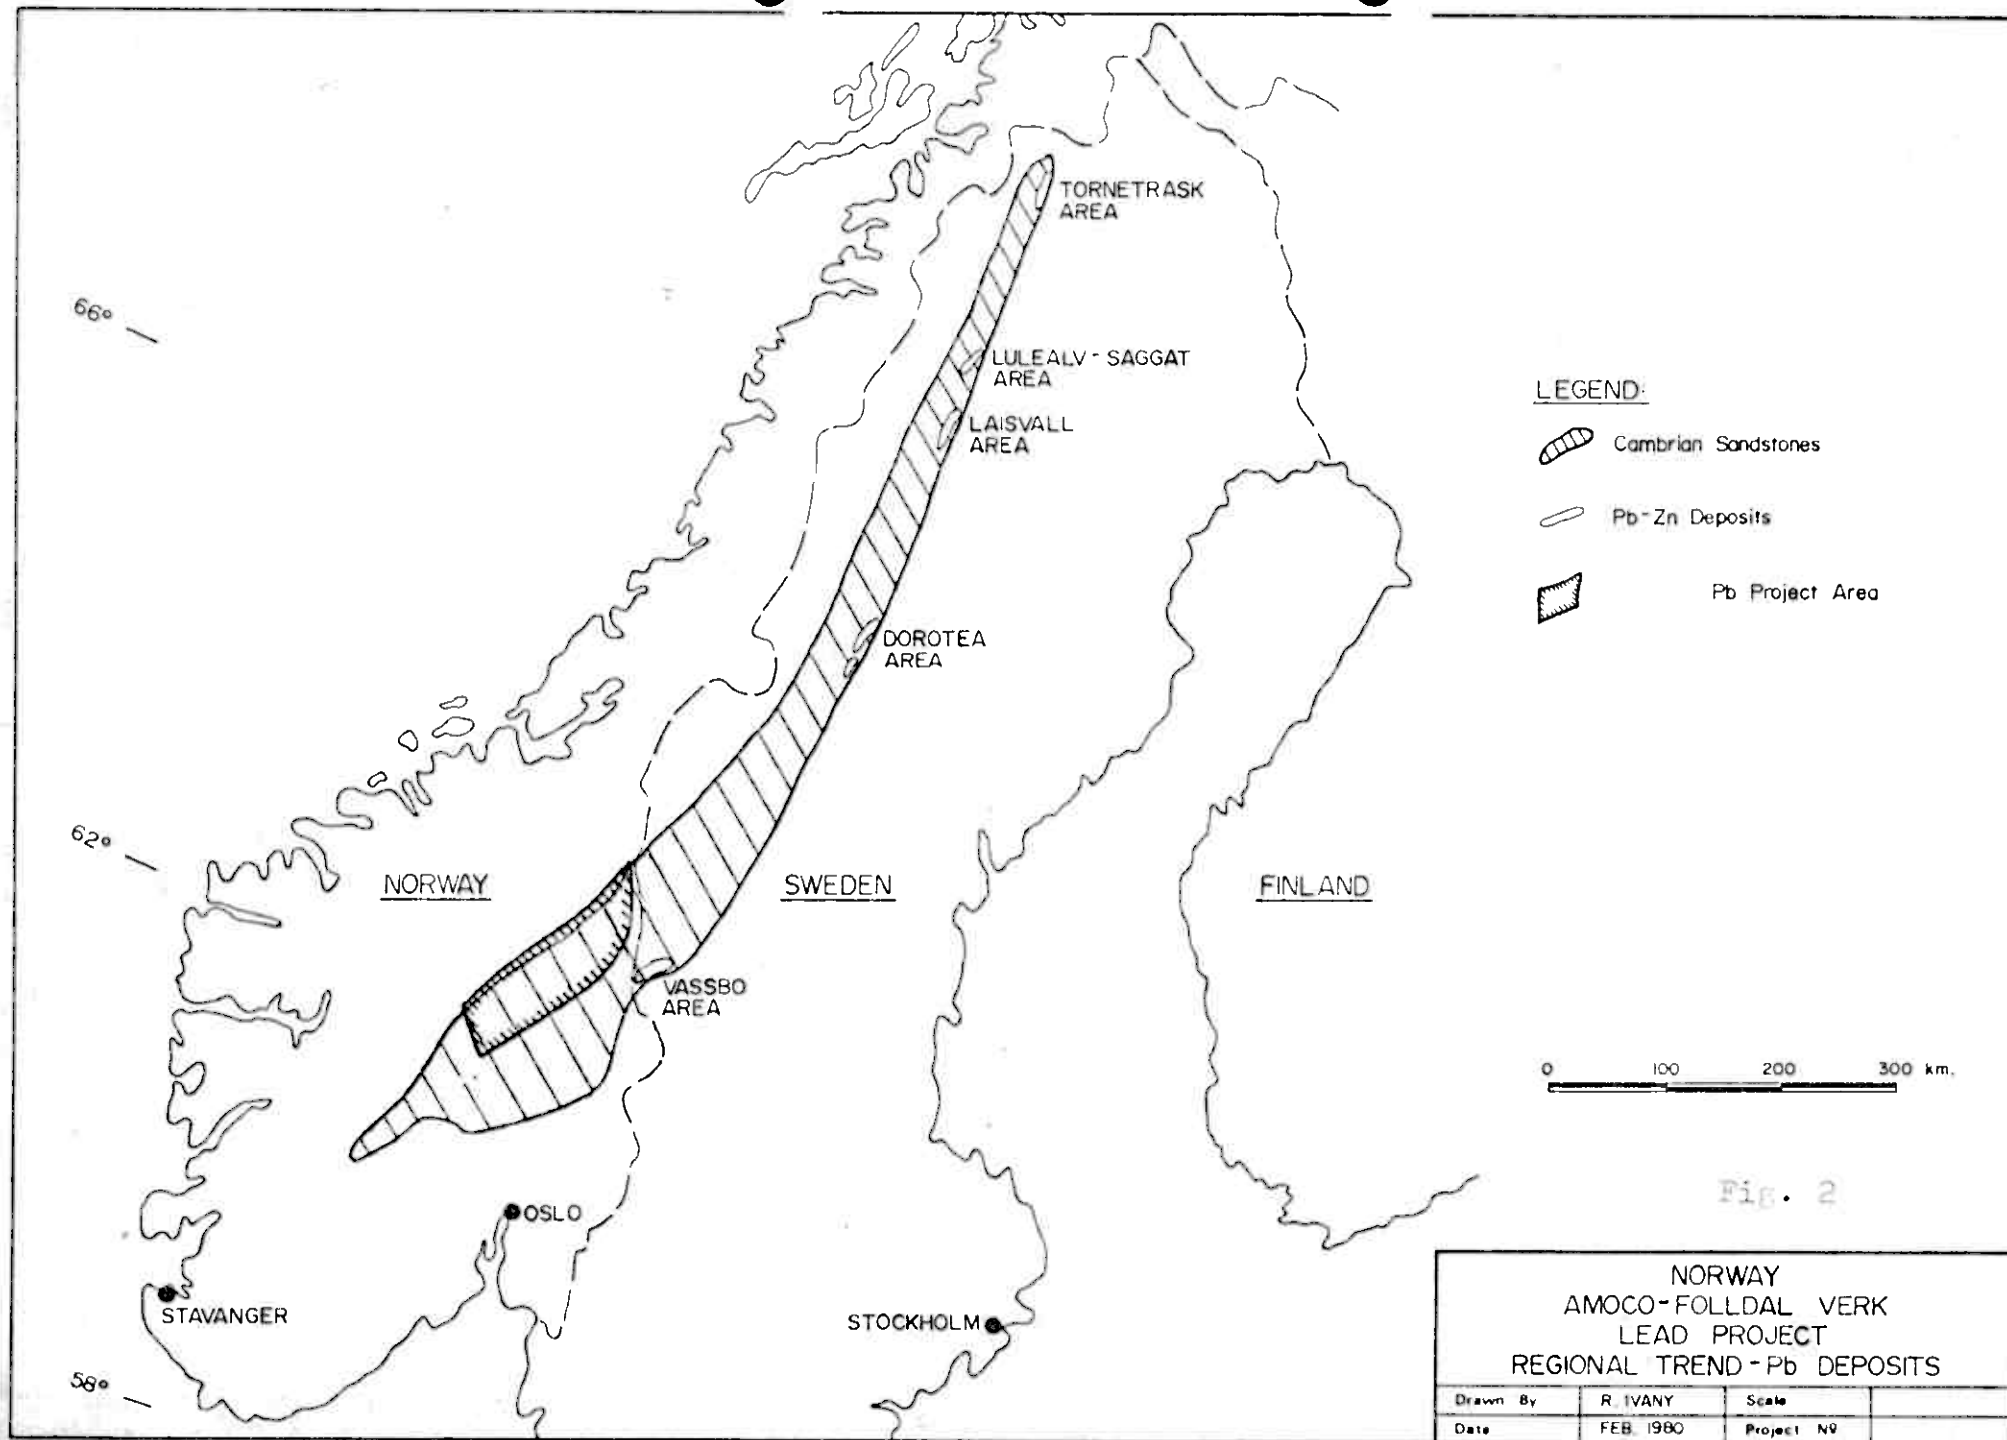 TORNETRASK
AREA
66°
LULEALV - SAGGAT
AREA
LAISVALL
AREA
LEGEND:
Cambrian Sandstones
Pb-Zn Deposits
Pb Project Area
DOROTEA
AREA
62°
NORWAY
SWEDEN
FINLAND
VASSBO
AREA
0 100 200 300 km.
Fig. 2
OSLO
STAVANGER
STOCKHOLM
58°
NORWAY
AMOCO-FOLLDAL VERK
LEAD PROJECT
REGIONAL TREND - Pb DEPOSITS
Drawn By R. IVANY Scale
Date FEB. 1980 Project Nº